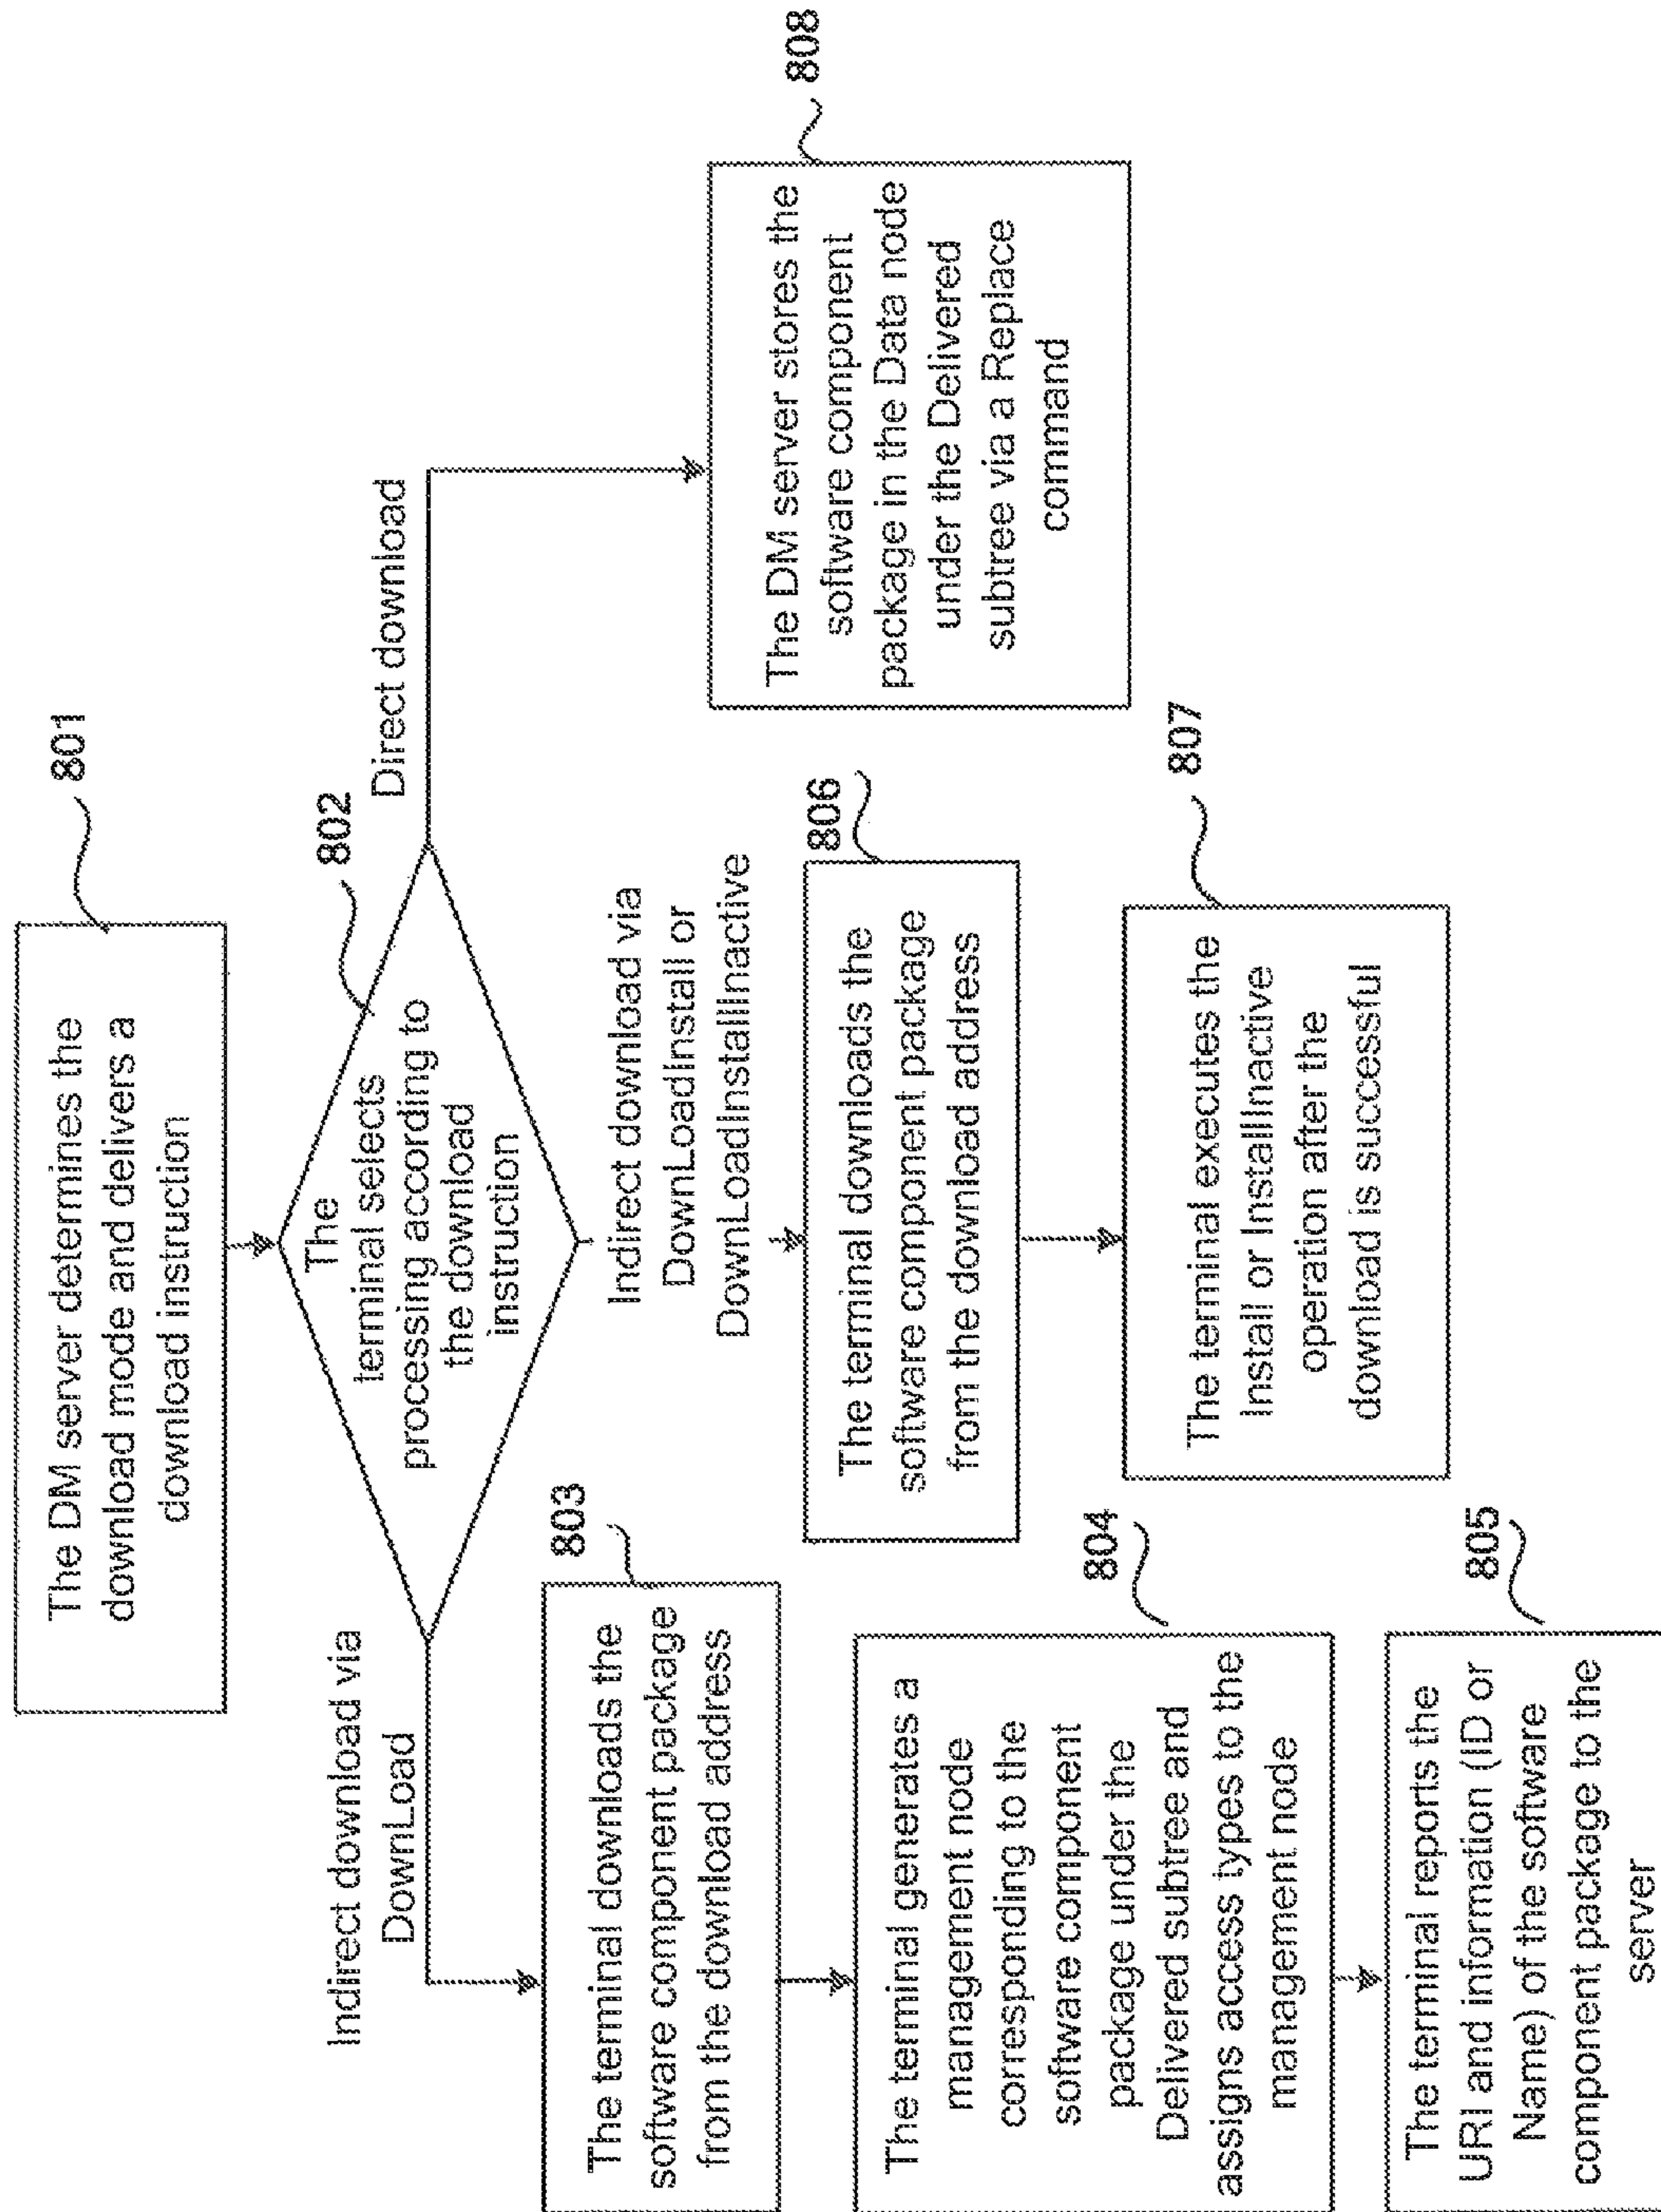 The DM server determines the
download mode and delivers a
download instruction
801
The
terminal selects
processing according to
the download
instruction
802
Indirect download via
DownLoad
The terminal downloads the
software component package
from the download address
803
The terminal generates a
management node
corresponding to the
software component
package under the
Delivered subtree and
assigns access types to the
management node
804
The terminal reports the
URI and information (ID or
Name) of the software
component package to the
server
805
Indirect download via
DownLoadInstall or
DownLoadInstallInactive
The terminal downloads the
software component package
from the download address
806
The terminal executes the
Install or InstallInactive
operation after the
download is successful
807
Direct download
The DM server stores the
software component
package in the Data node
under the Delivered
subtree via a Replace
command
808